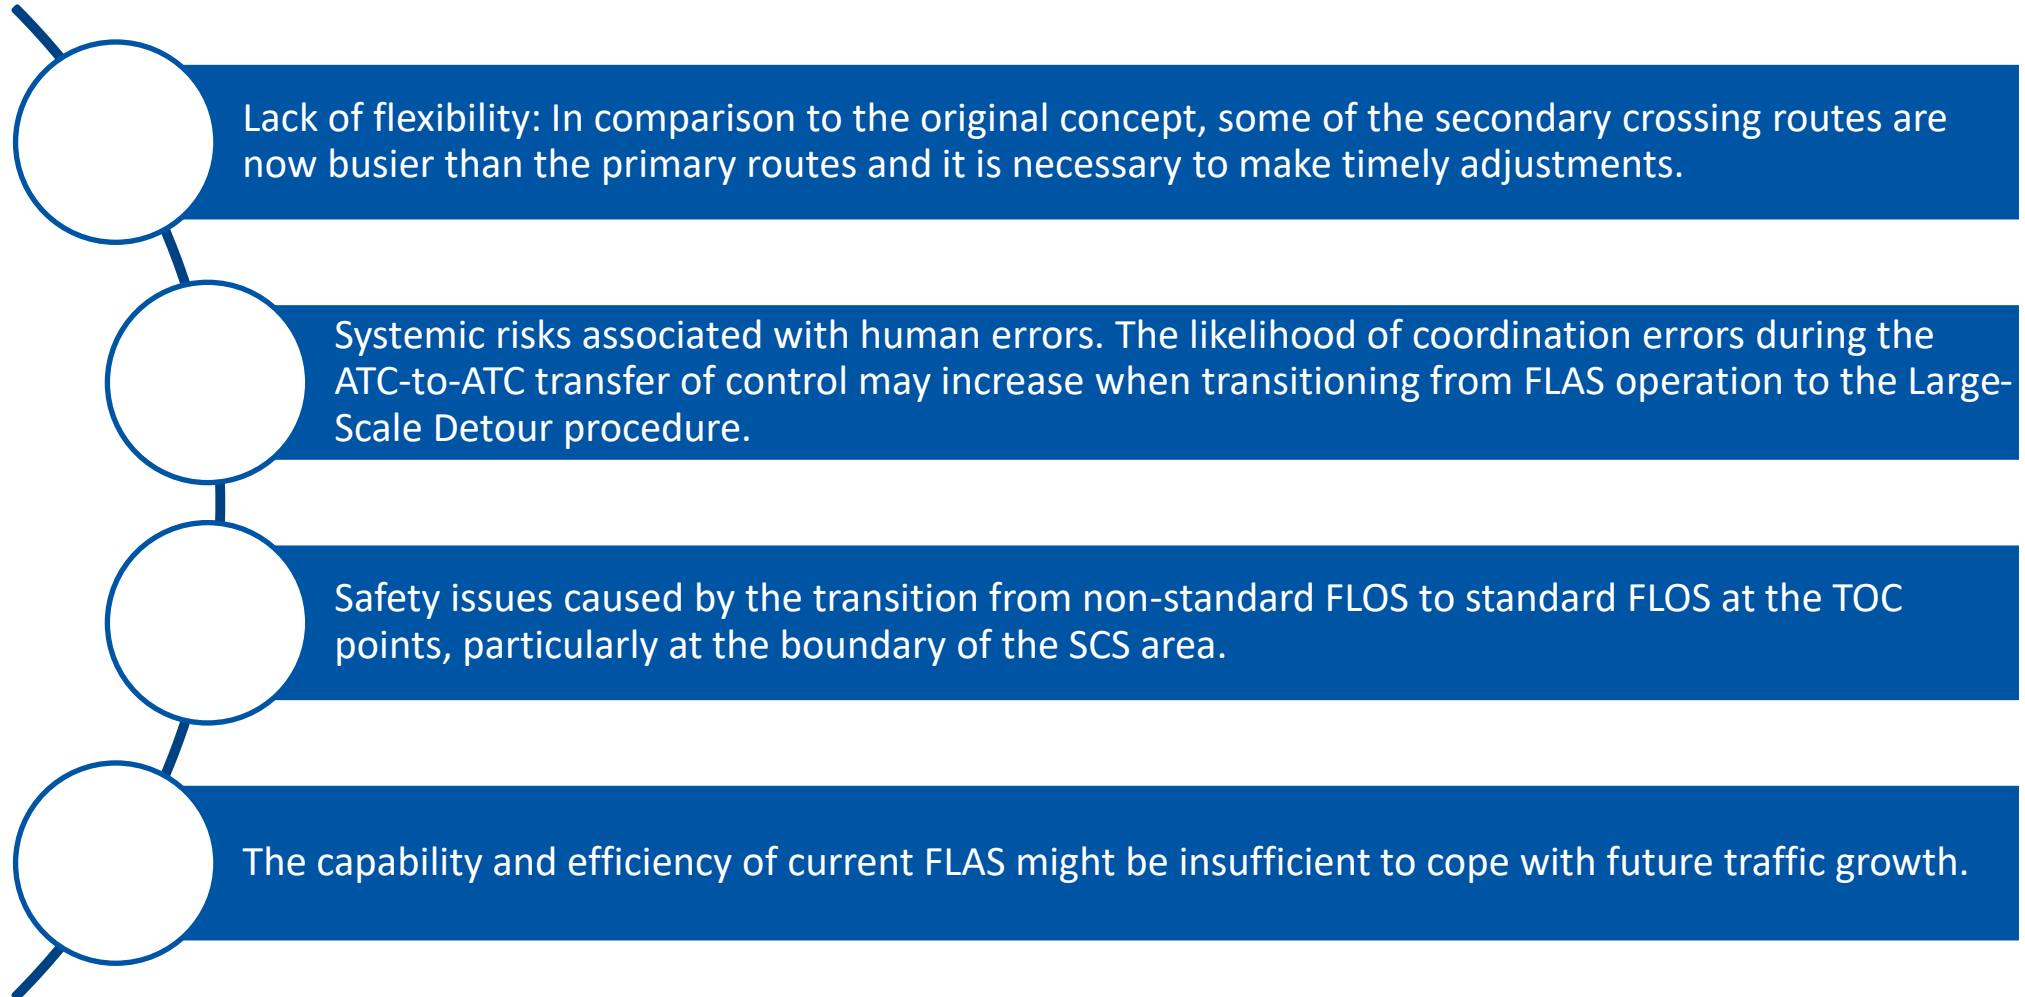 Lack of flexibility: In comparison to the original concept, some of the secondary crossing routes are
now busier than the primary routes and it is necessary to make timely adjustments.
Systemic risks associated with human errors. The likelihood of coordination errors during the
ATC-to-ATC transfer of control may increase when transitioning from FLAS operation to the Large-
Scale Detour procedure.
Safety issues caused by the transition from non-standard FLOS to standard FLOS at the TOC
points, particularly at the boundary of the SCS area.
The capability and efficiency of current FLAS might be insufficient to cope with future traffic growth.